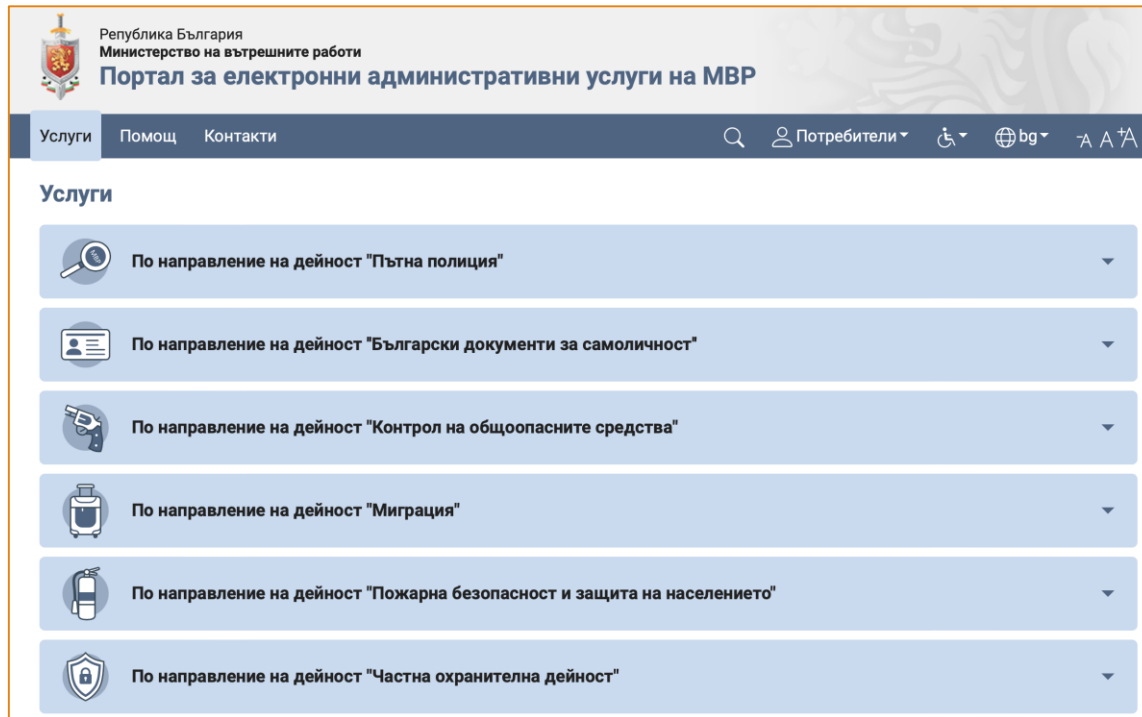 Република България
Министерство на вътрешните работи
Портал за електронни административни услуги на МВР
Услуги Помощ Контакти Потребители bg -A A +A
Услуги
МВР
По направление на дейност "Пътна полиция"
По направление на дейност "Български документи за самоличност"
По направление на дейност "Контрол на общоопасните средства"
По направление на дейност "Миграция"
По направление на дейност "Пожарна безопасност и защита на населението"
По направление на дейност "Частна охранителна дейност"